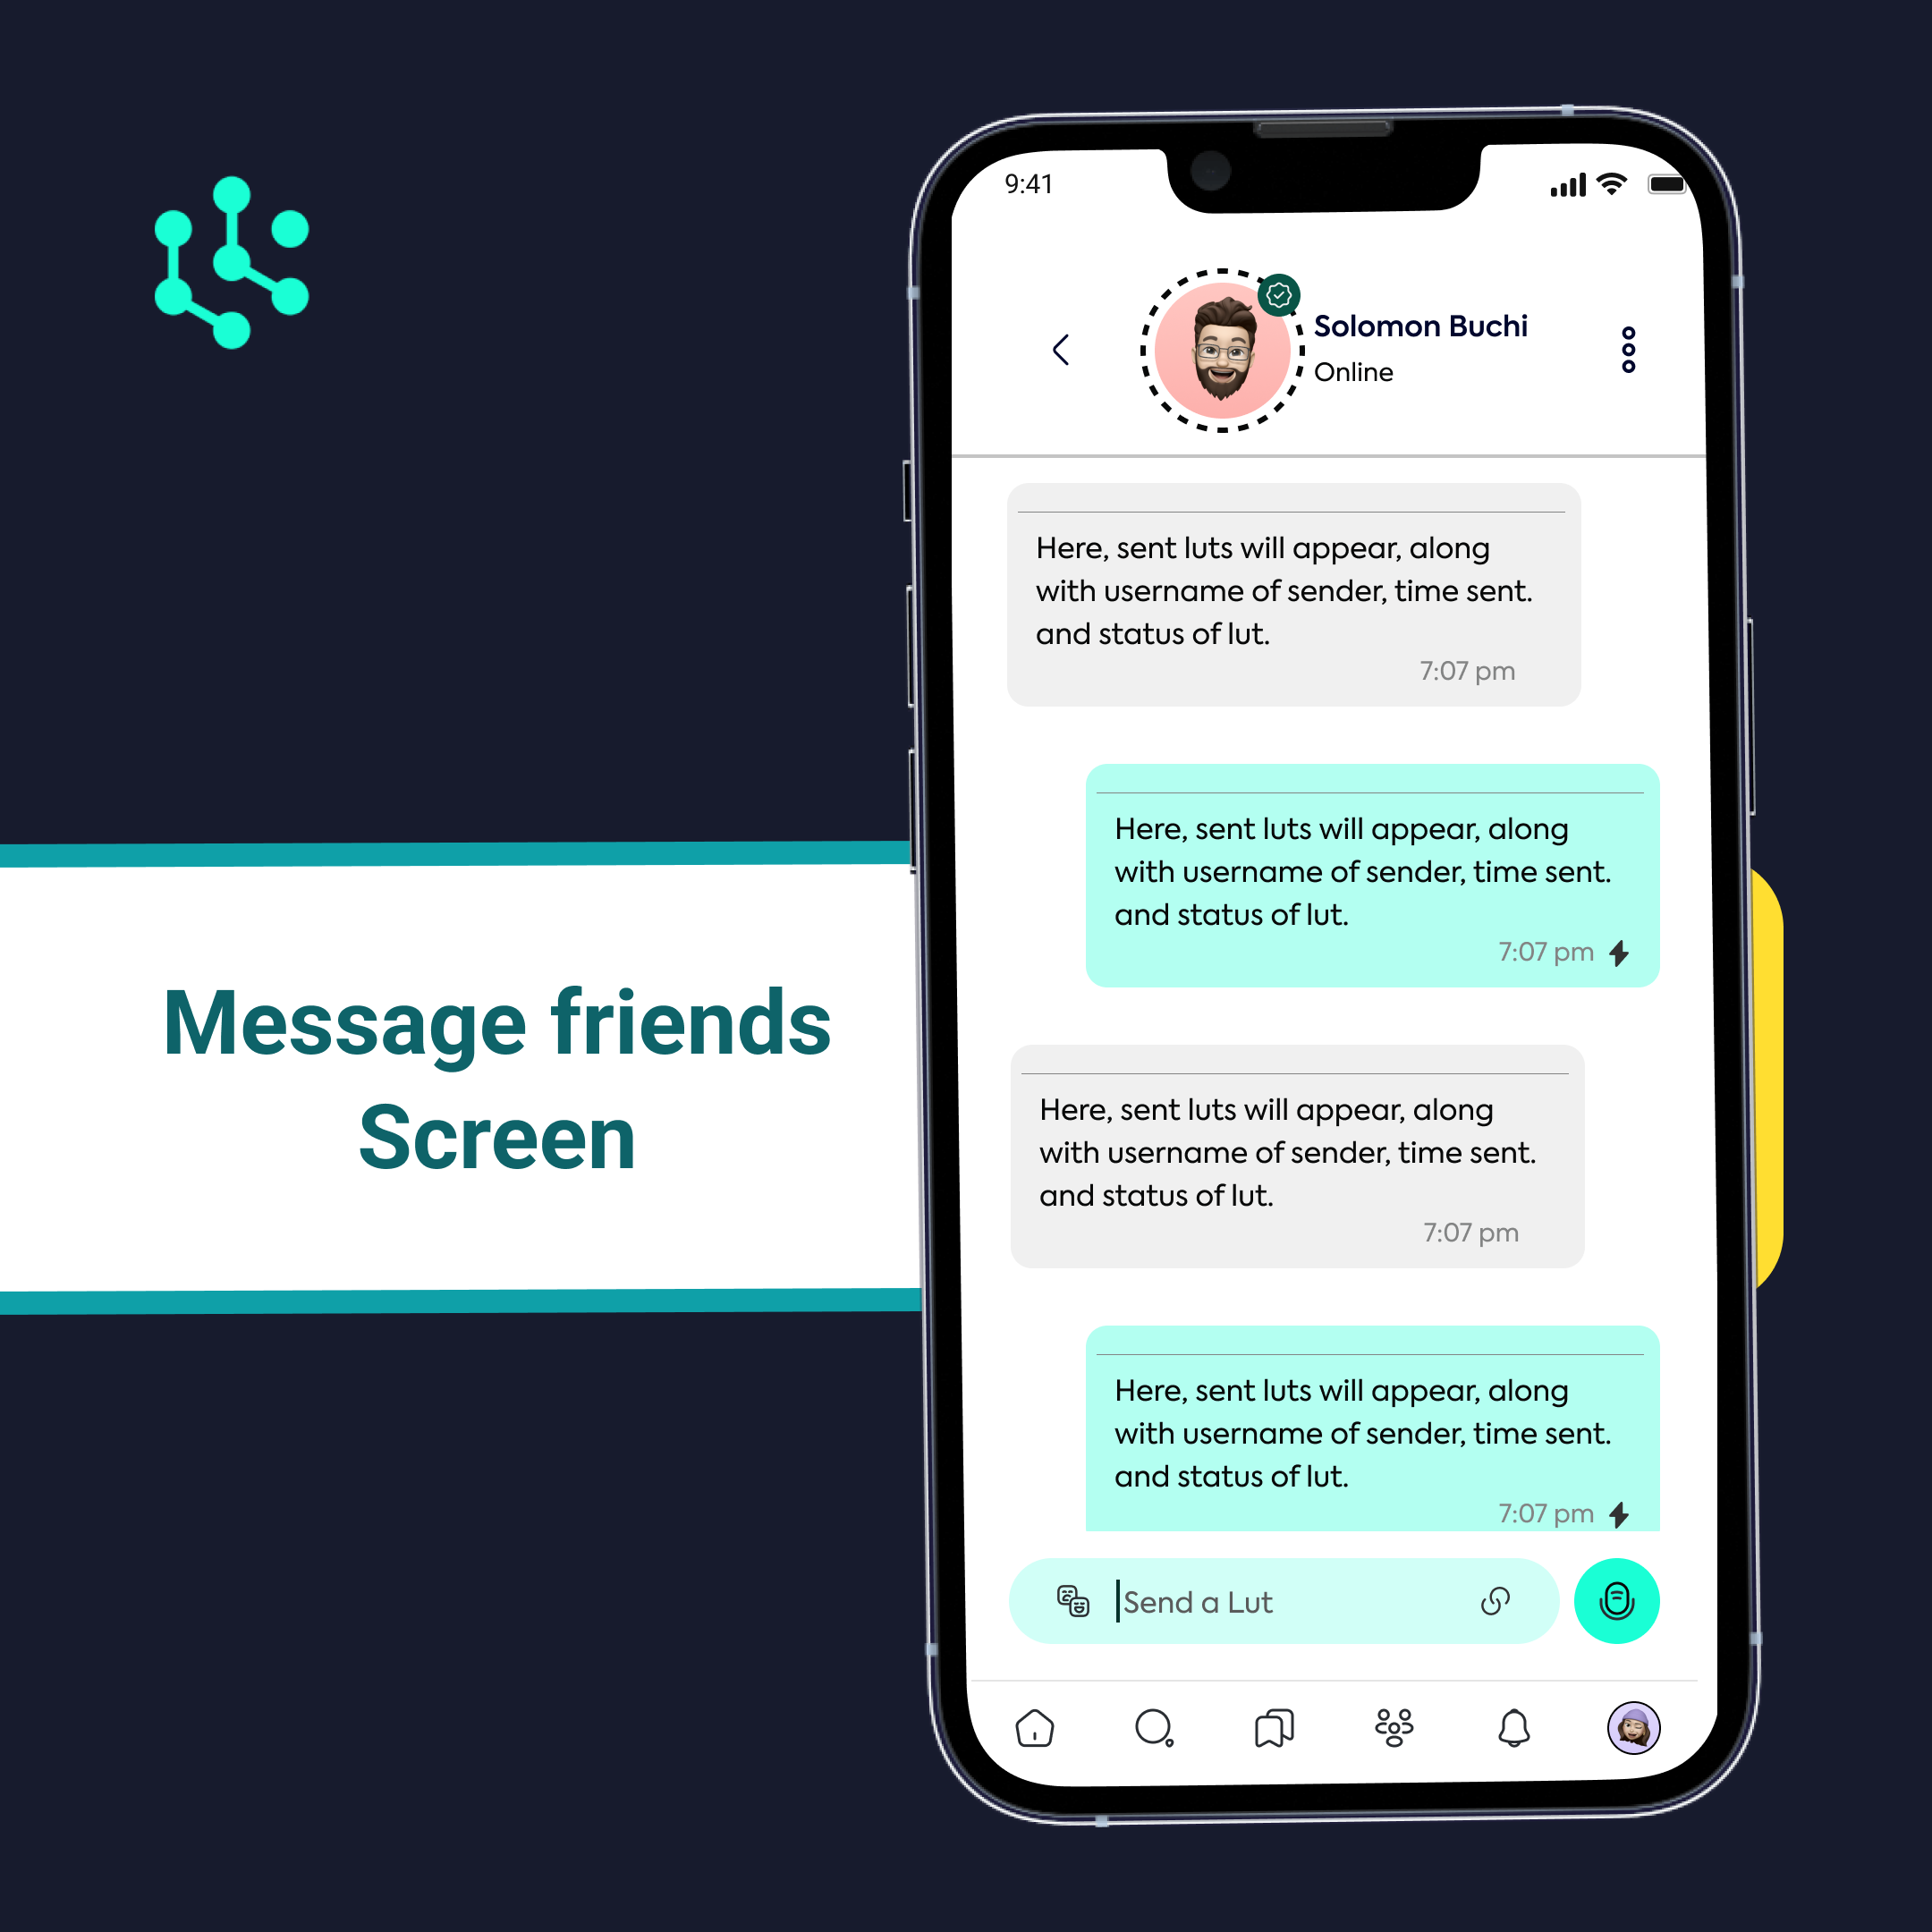 9:41
Solomon Buchi
Online
Here, sent luts will appear, along
with username of sender, time sent.
and status of lut.
7:07 pm
Here, sent luts will appear, along
with username of sender, time sent.
and status of lut.
7:07 pm
Message friends
Screen
Here, sent luts will appear, along
with username of sender, time sent.
and status of lut.
7:07 pm
Here, sent luts will appear, along
with username of sender, time sent.
and status of lut.
7:07 pm
Send a Lut